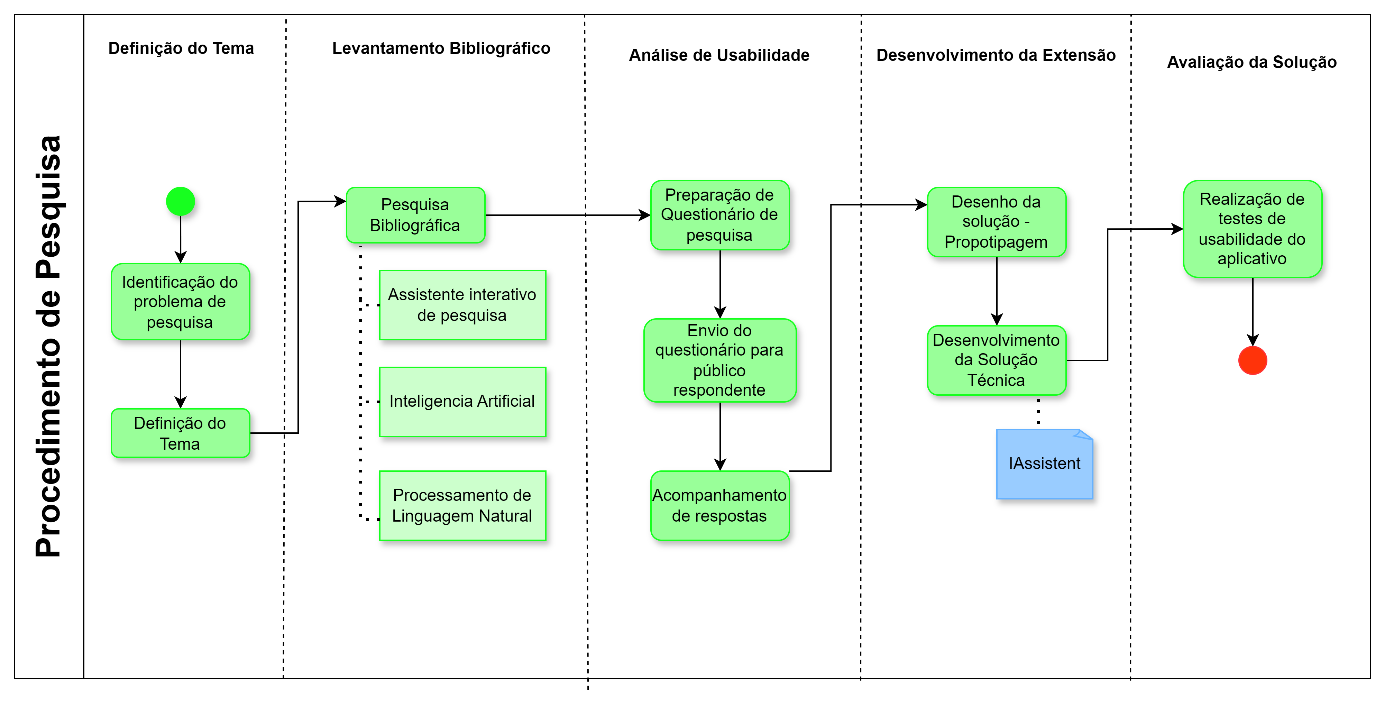 Procedimento de Pesquisa
Definição do Tema
Identificação do
problema de
pesquisa
Definição do
Tema
Levantamento Bibliográfico
Pesquisa
Bibliográfica
Assistente interativo
de pesquisa
Inteligencia Artificial
Processamento de
Linguagem Natural
Análise de Usabilidade
Preparação de
Questionário de
pesquisa
Envio do
questionário para
público
respondente
Acompanhamento
de respostas
Desenvolvimento da Extensão
Desenho da
solução -
Propotipagem
Desenvolvimento
da Solução
Técnica
IAssistent
Avaliação da Solução
Realização de
testes de
usabilidade do
aplicativo